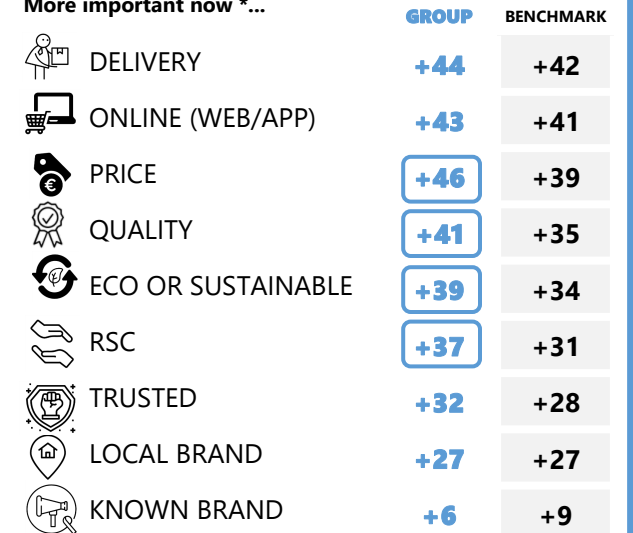 More important now *...
GROUP BENCHMARK
DELIVERY +44 +42
ONLINE (WEB/APP) +43 +41
€
PRICE +46 +39
QUALITY +41 +35
ECO OR SUSTAINABLE +39 +34
RSC +37 +31
TRUSTED +32 +28
LOCAL BRAND +27 +27
KNOWN BRAND +6 +9